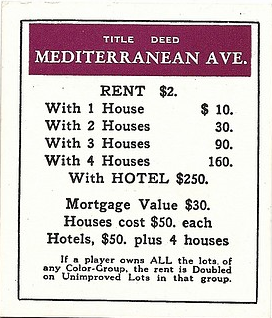 TITLE DEED
MEDITERRANEAN AVE.
RENT $2.
With 1 House $ 10.
With 2 Houses 30.
With 3 Houses 90.
With 4 Houses 160.
With HOTEL $250.
Mortgage Value $30.
Houses cost $50. each
Hotels, $50. plus 4 houses
If a player owns ALL the lots of
any Color-Group, the rent is Doubled
on Unimproved Lots in that group.